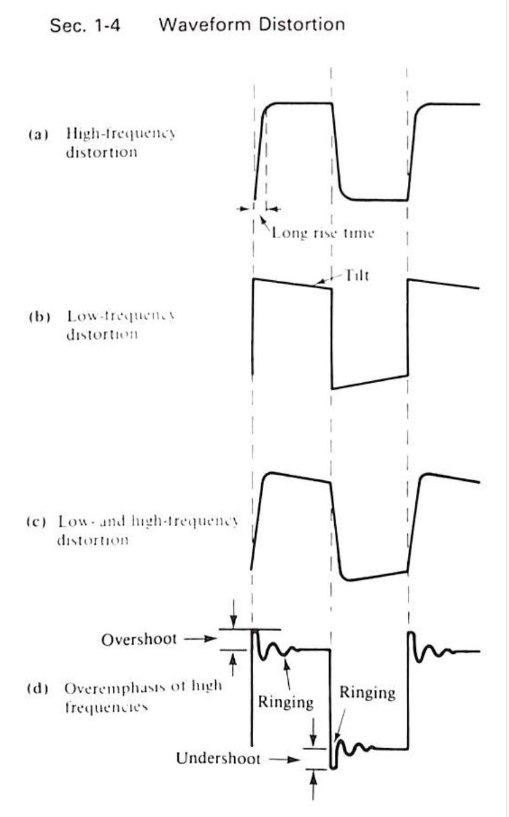 Sec. 1-4 Waveform Distortion
(a) High-frequency
distortion
Long rise time
Tilt
(b) Low-frequency
distortion
(c) Low- and high-frequency
distortion
Overshoot
(d) Overemphasis of high
frequencies
Ringing
Ringing
Undershoot